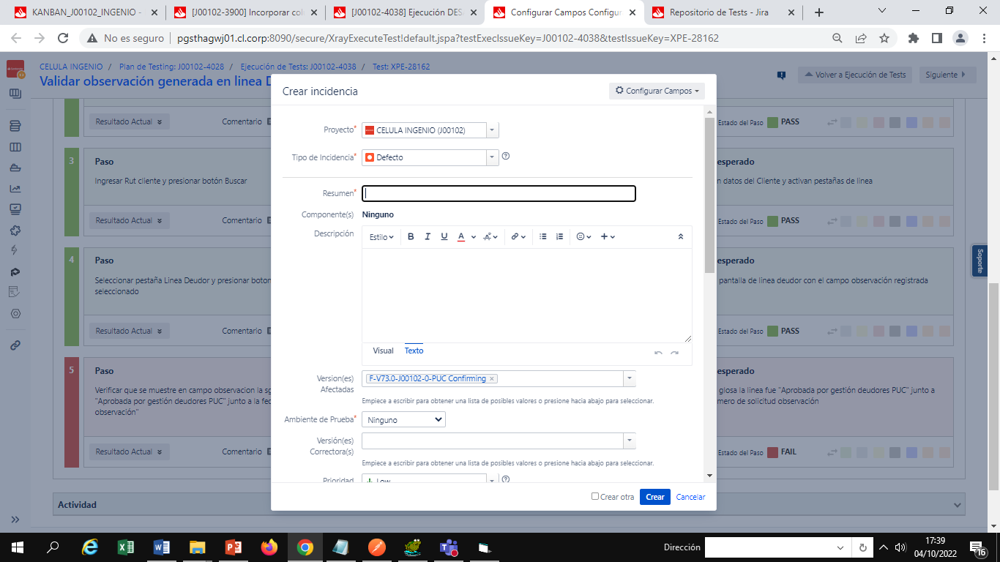 KANBAN_J00102_INGENIO -
[J00102-3900] Incorporar col
[J00102-4038] Ejecución DES
Configurar Campos Configur
Repositorio de Tests - Jira
No es seguro
pgsthagwj01.cl.corp:8090/secure/XrayExecuteTest!default.jspa?testExecIssueKey=J00102-4038&testIssueKey=XPE-28162
CELULA INGENIO / Plan de Testing: J00102-4028 / Ejecución de Tests: J00102-4038 / Test: XPE-28162
Validar observación generada en linea D
Volver a Ejecución de Tests
Siguiente
Crear incidencia
Configurar Campos
Resultado Actual
Comentario
Estado del Paso
PASS
Proyecto*
CELULA INGENIO (J00102)
Tipo de Incidencia*
Defecto
3
Paso
esperado
Ingresar Rut cliente y presionar botón Buscar
n datos del Cliente y activan pestañas de linea
Resumen*
Componente(s)
Ninguno
Resultado Actual
Comentario
Estado del Paso
PASS
Descripción
Estilo
B I U A
4
Paso
esperado
Seleccionar pestaña Linea Deudor y presionar boton
seleccionado
pantalla de linea deudor con el campo observación registrada
Soporte
Resultado Actual
Comentario
Estado del Paso
PASS
Visual
Texto
5
Paso
esperado
Verificar que se muestre en campo observacion la sg
"Aprobada por gestión deudores PUC" junto a la fec
observación"
glosa la linea fue "Aprobada por gestión deudores PUC" junto a
mero de solicitud observación
Version(es)
Afectadas
F-V73.0-J00102-0-PUC Confirming ×
Empiece a escribir para obtener una lista de posibles valores o presione hacia abajo para seleccionar.
Ambiente de Prueba*
Ninguno
Versión(es)
Correctora(s)
Empiece a escribir para obtener una lista de posibles valores o presione hacia abajo para seleccionar.
Resultado Actual
Comentario
Estado del Paso
FAIL
Prioridad
Low
Crear otra
Crear
Cancelar
Actividad
Dirección
17:39
04/10/2022
16